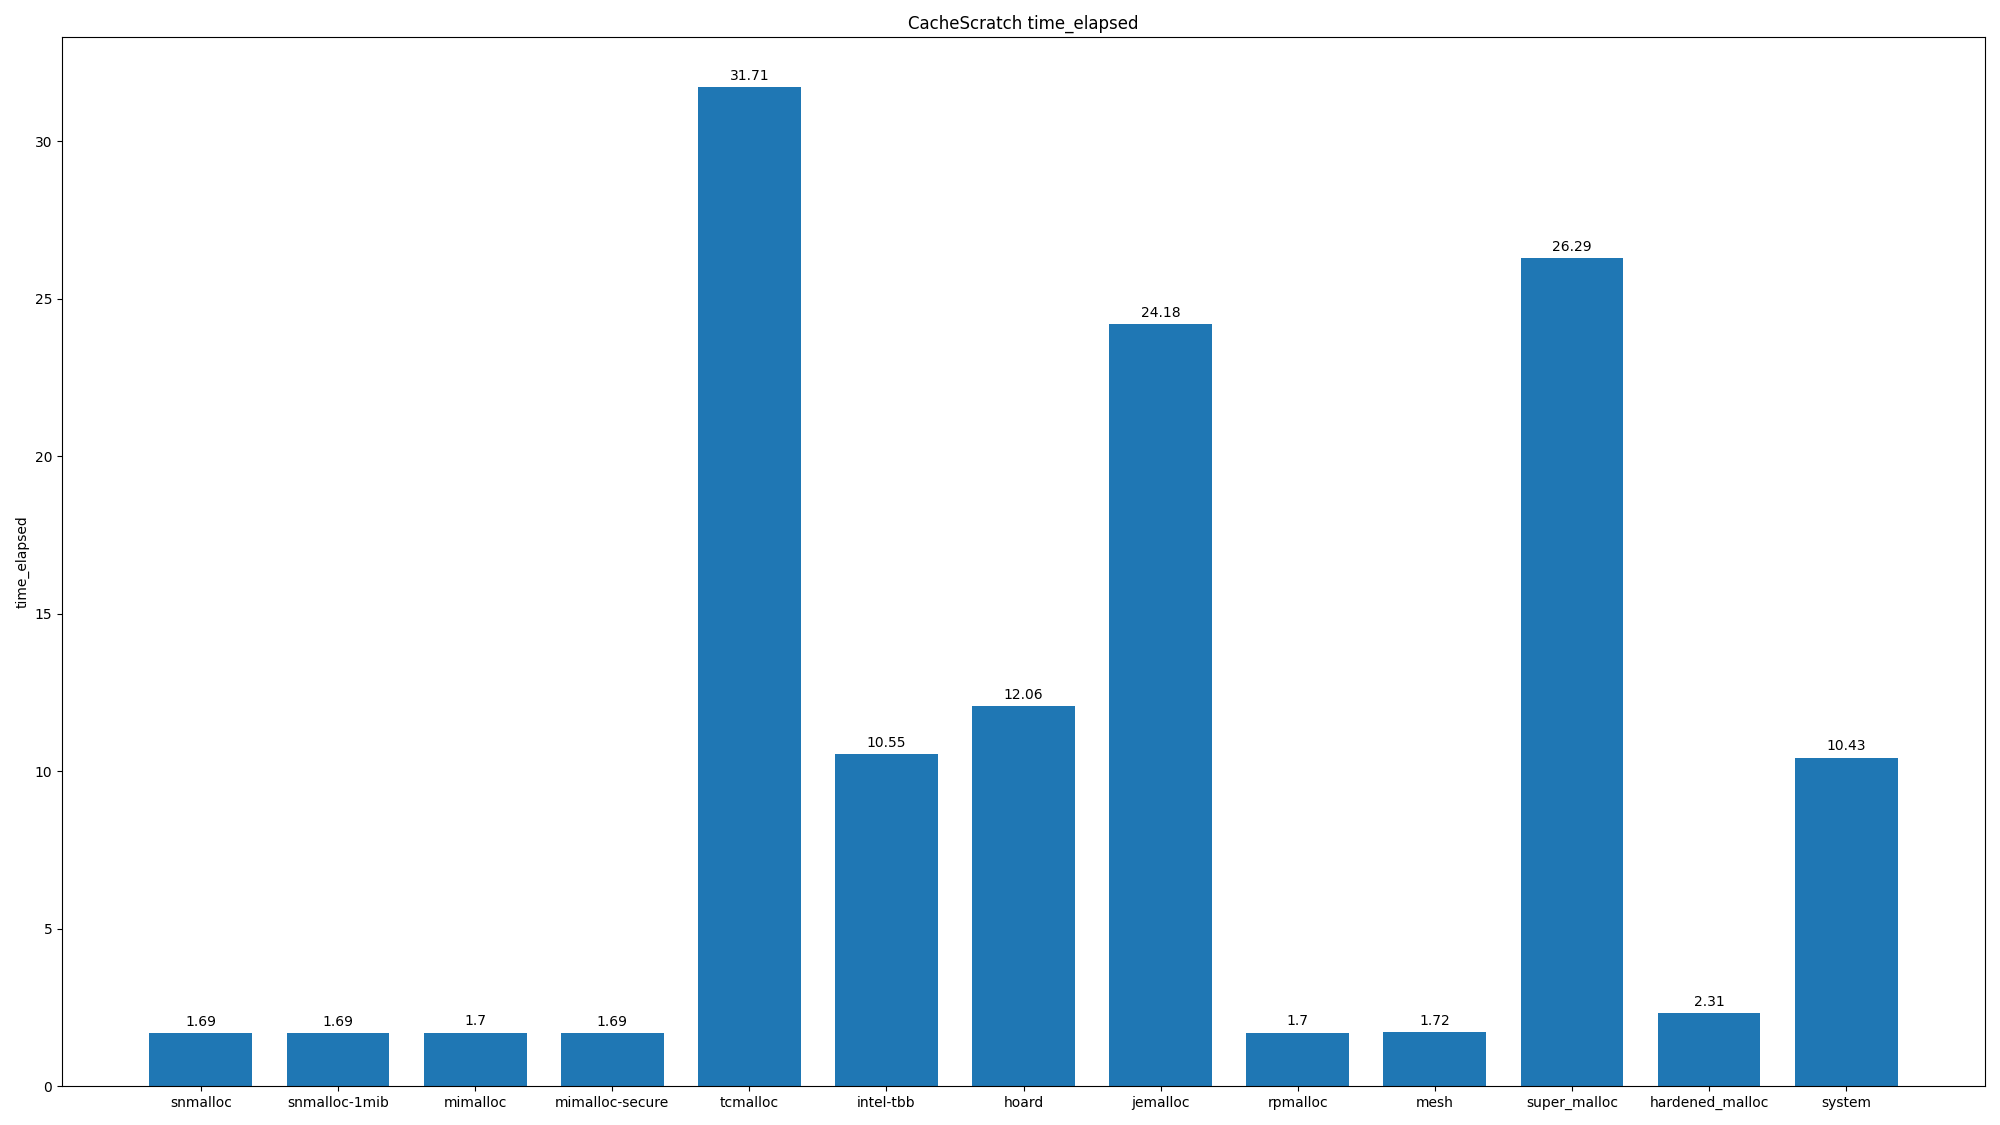 CacheScratch time_elapsed
time_elapsed
30
25
20
15
10
5
0
31.71
26.29
24.18
12.06
10.55
10.43
2.31
1.69
1.69
1.7
1.69
1.7
1.72
snmalloc
snmalloc-1mib
mimalloc
mimalloc-secure
tcmalloc
intel-tbb
hoard
jemalloc
rpmalloc
mesh
super_malloc
hardened_malloc
system